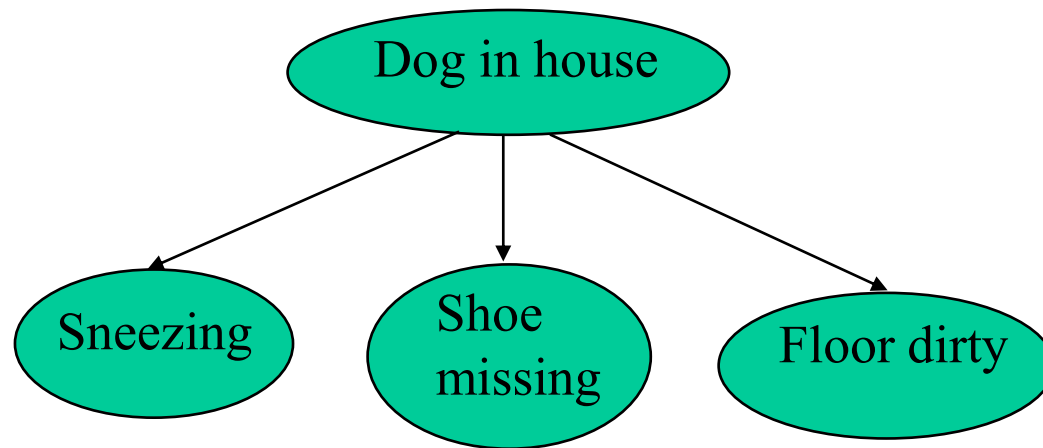 Dog in house
Sneezing
Shoe
missing
Floor dirty